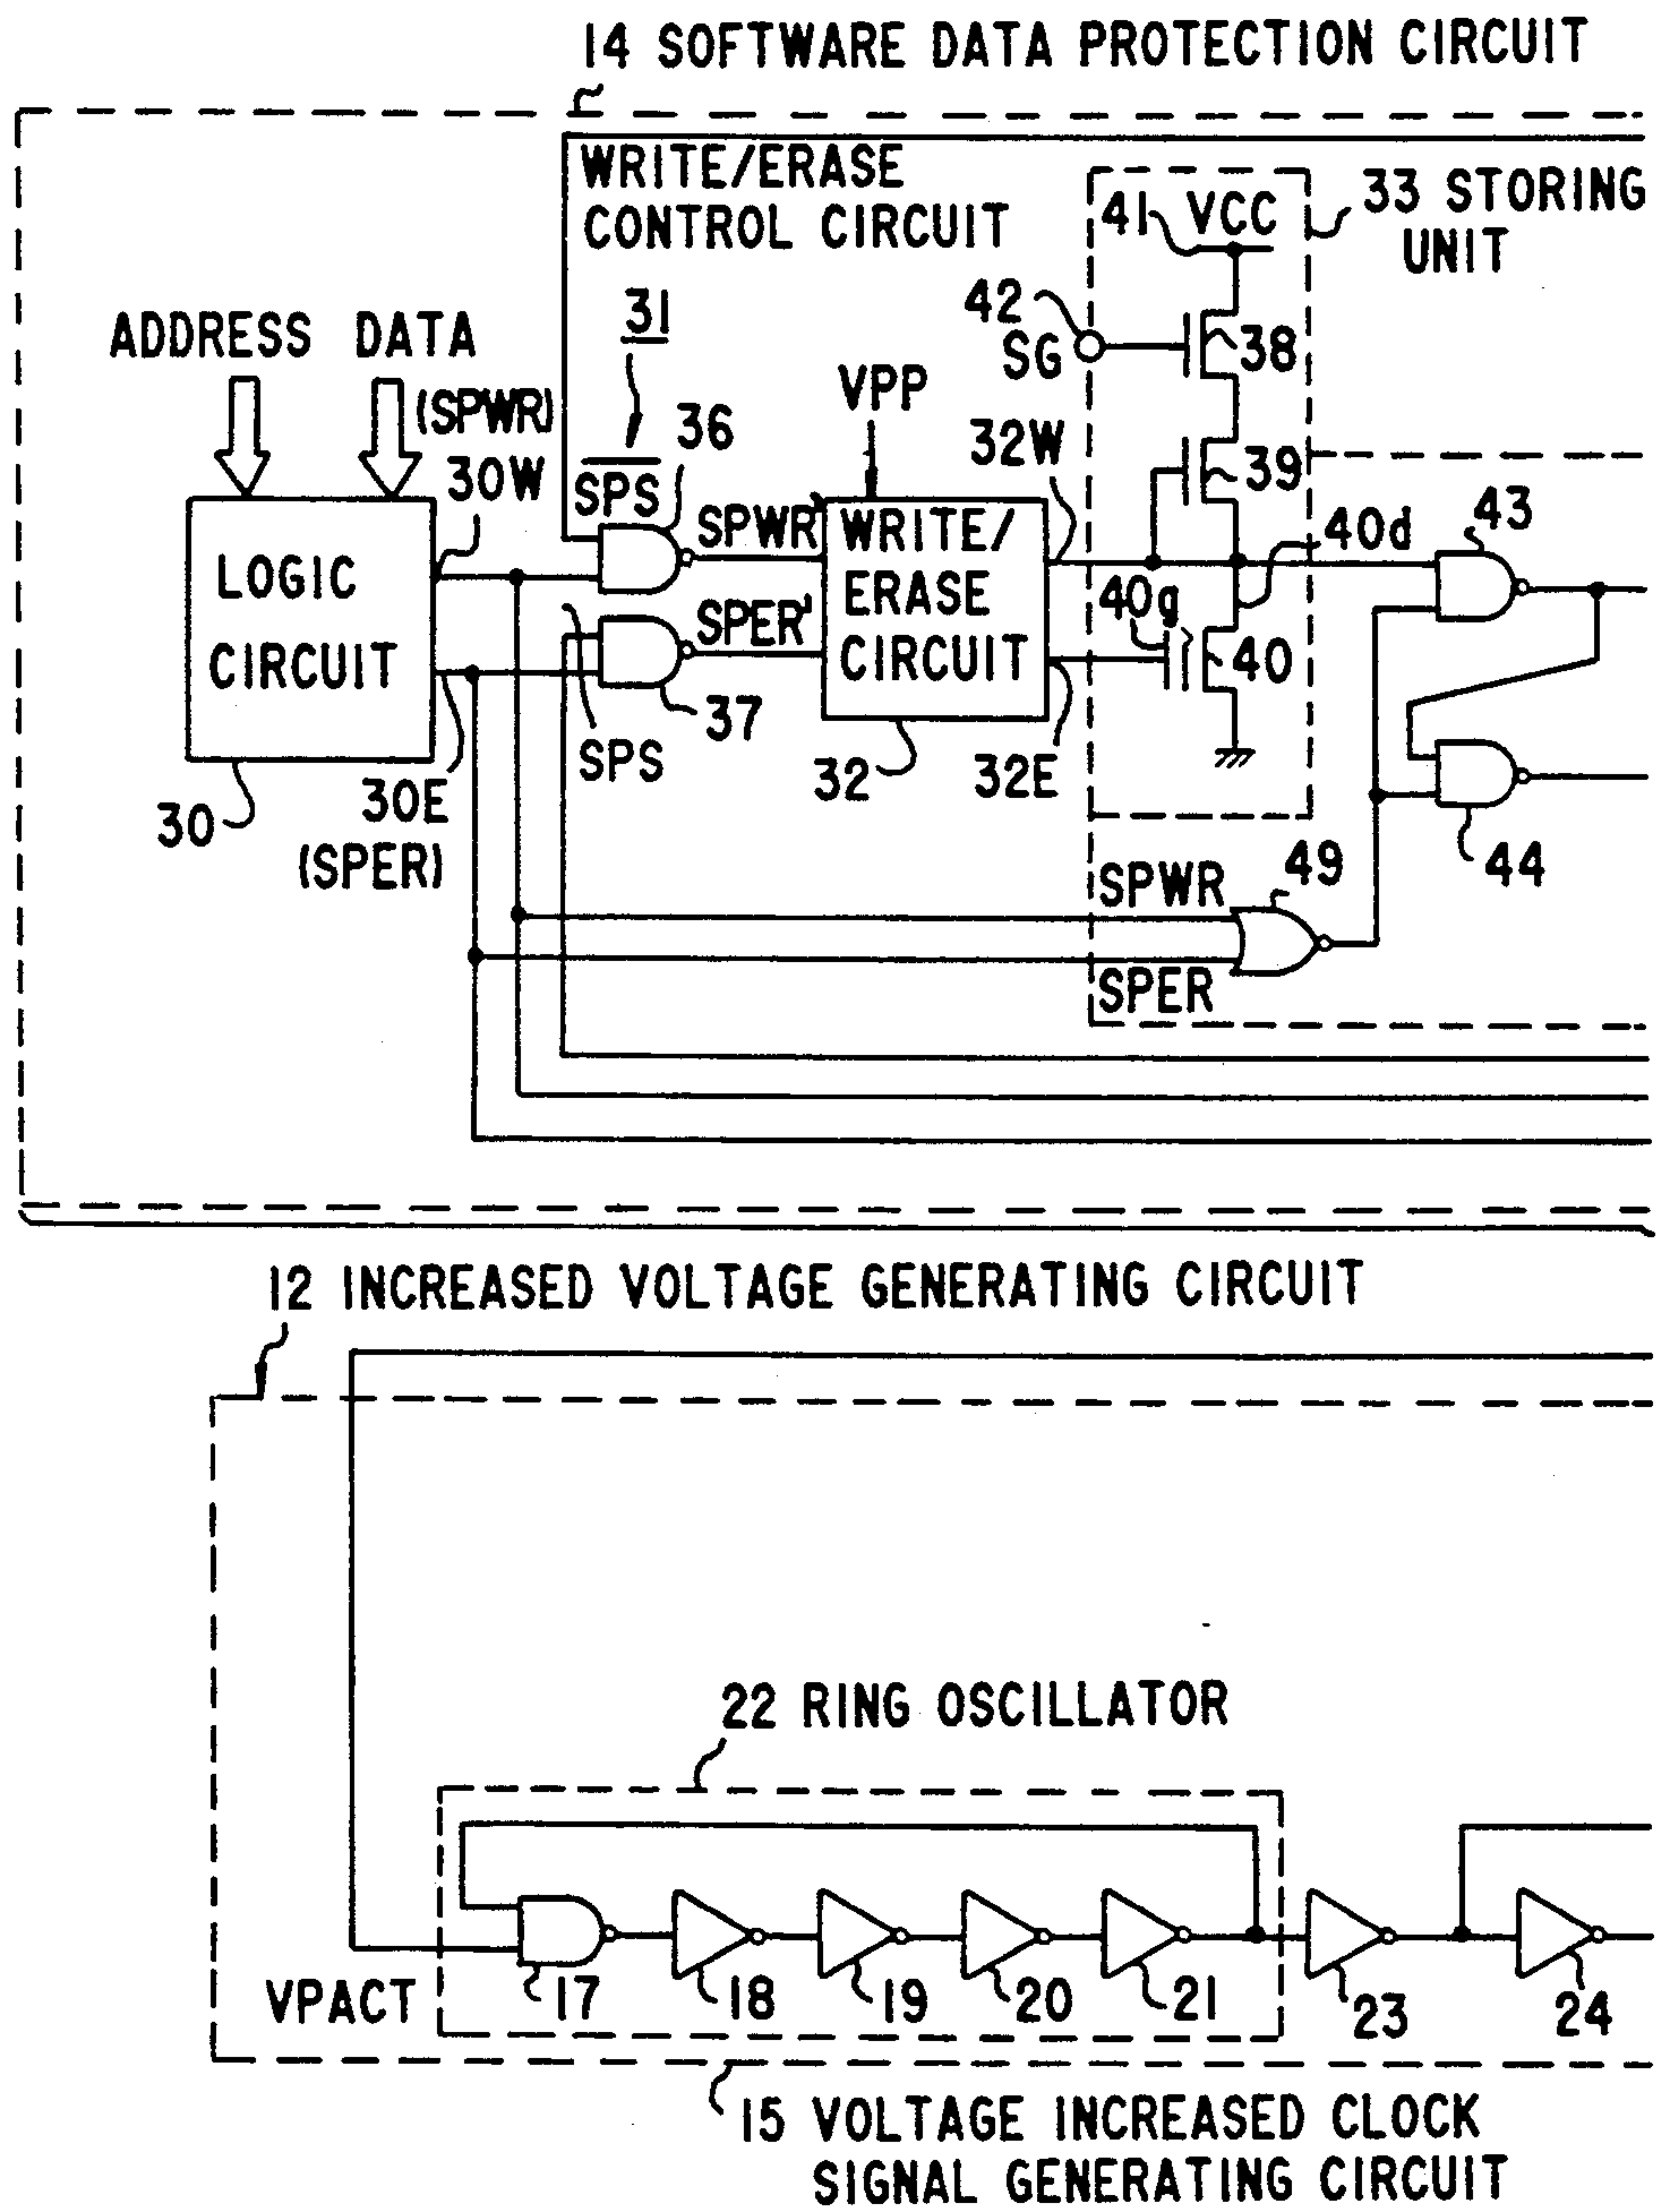 14 SOFTWARE DATA PROTECTION CIRCUIT
WRITE/ERASE
CONTROL CIRCUIT
41 VCC
33 STORING
UNIT
42
SG
38
31
ADDRESS DATA
(SPWR)
30W
SPS
36
VPP
32W
39
SPWR'
WRITE/
ERASE
CIRCUIT
40d
43
LOGIC
CIRCUIT
40g
SPER'
40
37
SPS
32
32E
30
30E
(SPER)
44
SPWR
49
SPER
12 INCREASED VOLTAGE GENERATING CIRCUIT
22 RING OSCILLATOR
VPACT
17
18
19
20
21
23
24
15 VOLTAGE INCREASED CLOCK
SIGNAL GENERATING CIRCUIT